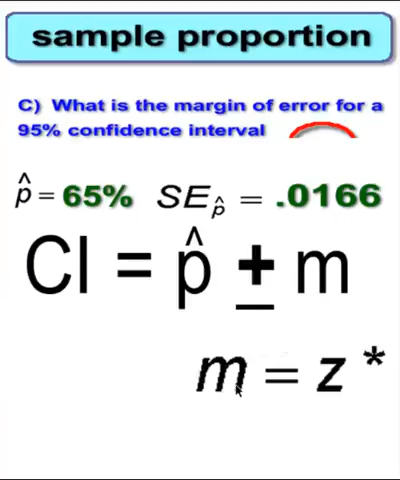 sample proportion
C) What is the margin of error for a
95% confidence interval
p̂ = 65% SEp̂ = .0166
CI = p̂ ± m
m = z *